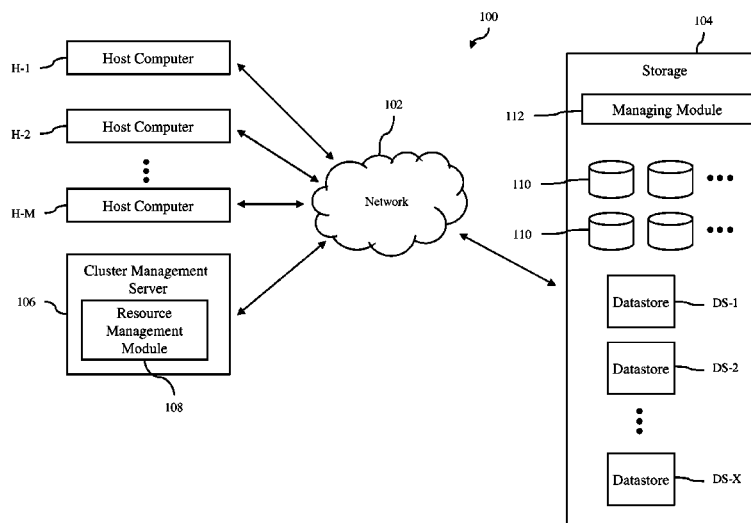 100
H-1
Host Computer
H-2
Host Computer
H-M
Host Computer
106
Cluster Management
Server
Resource
Management
Module
108
102
Network
104
Storage
112
Managing Module
110
110
Datastore
DS-1
Datastore
DS-2
Datastore
DS-X